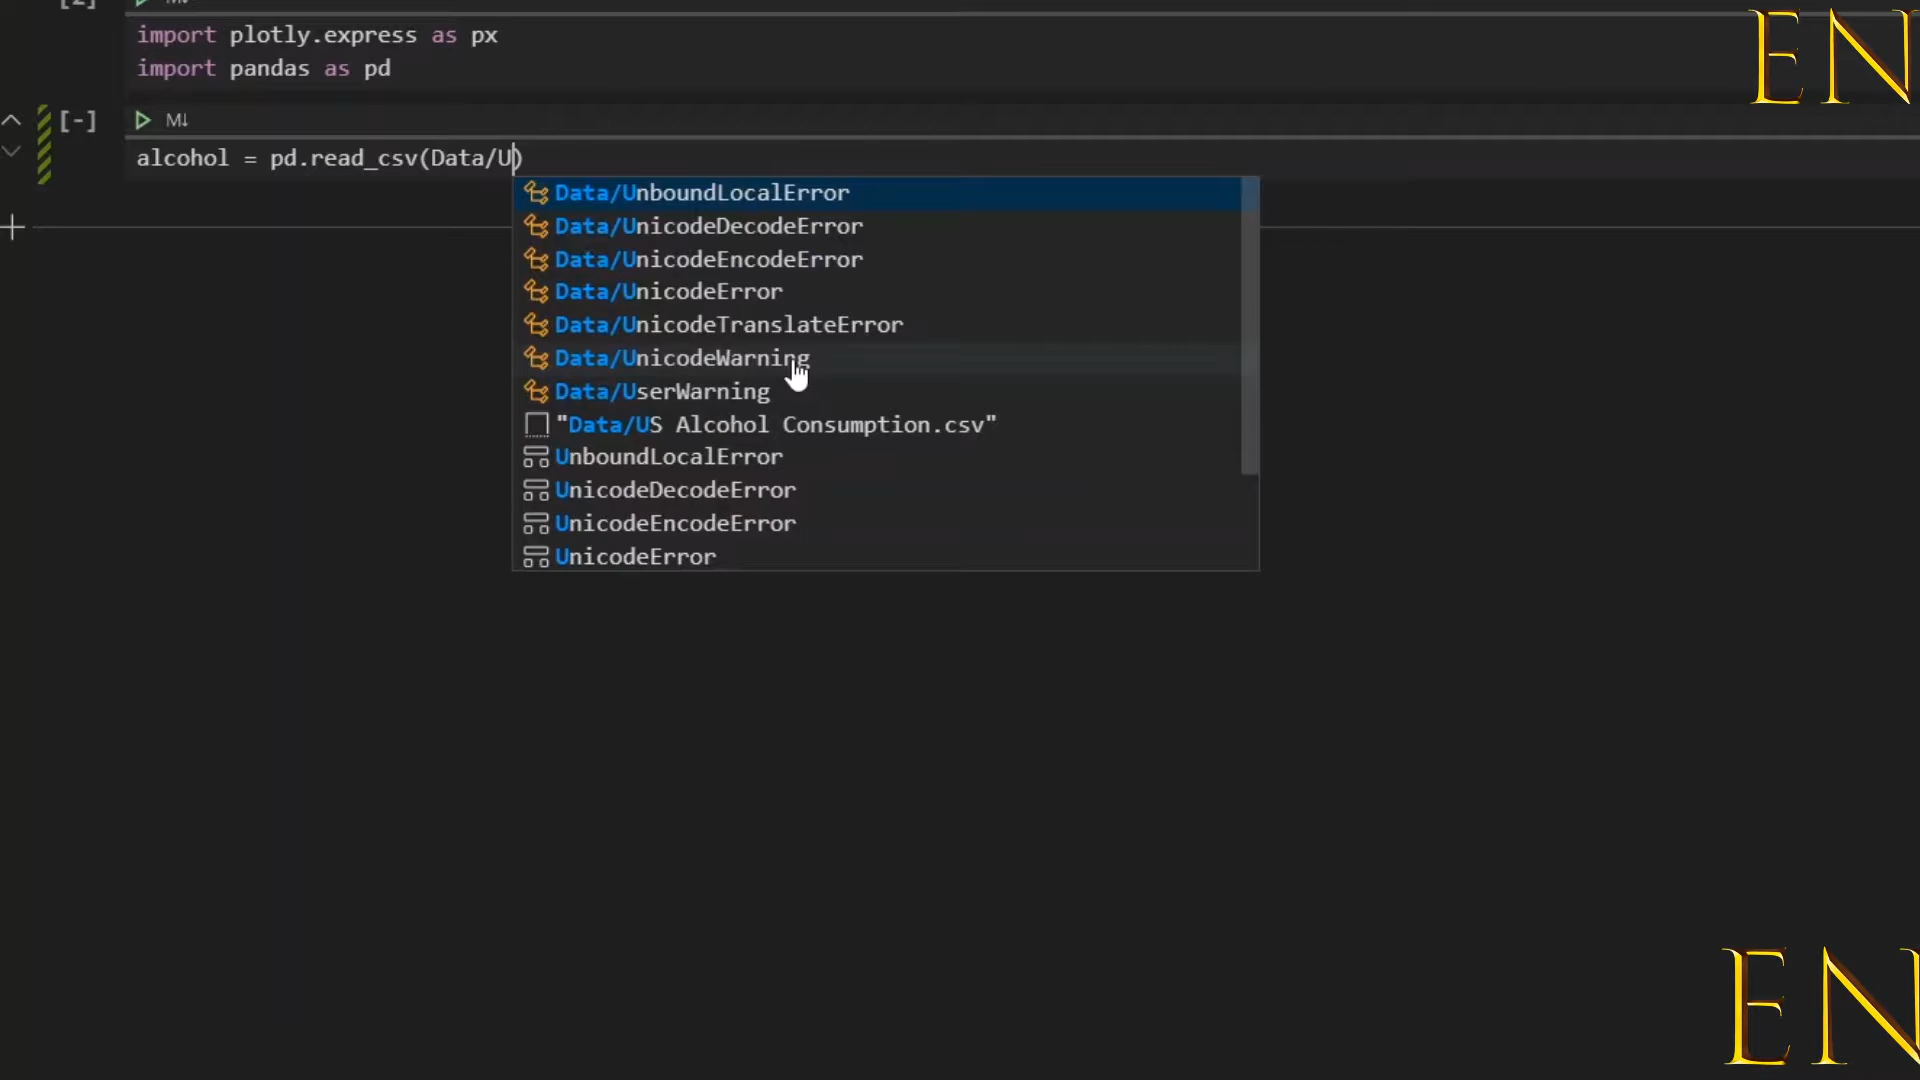 [2] M↓
import plotly.express as px
import pandas as pd
[-] M↓
alcohol = pd.read_csv(Data/U)
Data/UnboundLocalError
Data/UnicodeDecodeError
Data/UnicodeEncodeError
Data/UnicodeError
Data/UnicodeTranslateError
Data/UnicodeWarning
Data/UserWarning
"Data/US Alcohol Consumption.csv"
UnboundLocalError
UnicodeDecodeError
UnicodeEncodeError
UnicodeError
EN
EN